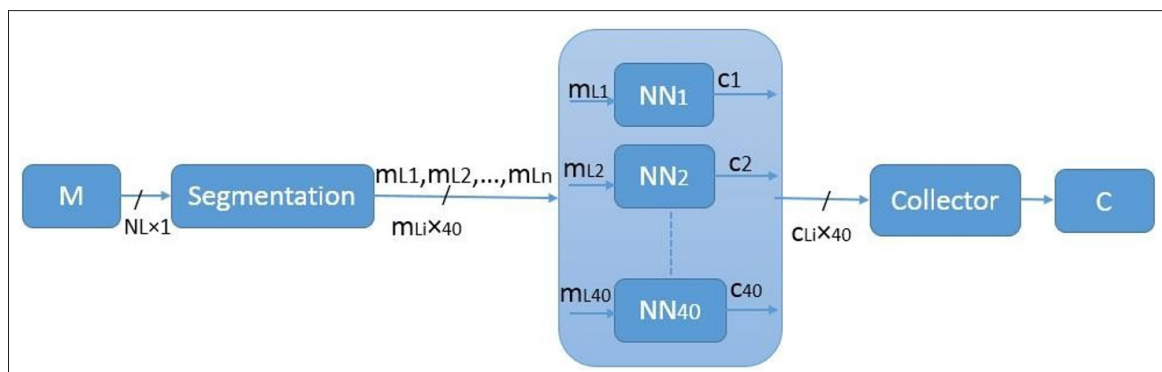 M
NL×1
Segmentation
mL1,mL2,...,mLn
mLi×40
mL1
NN1
c1
mL2
NN2
c2
mL40
NN40
c40
cLi×40
Collector
C